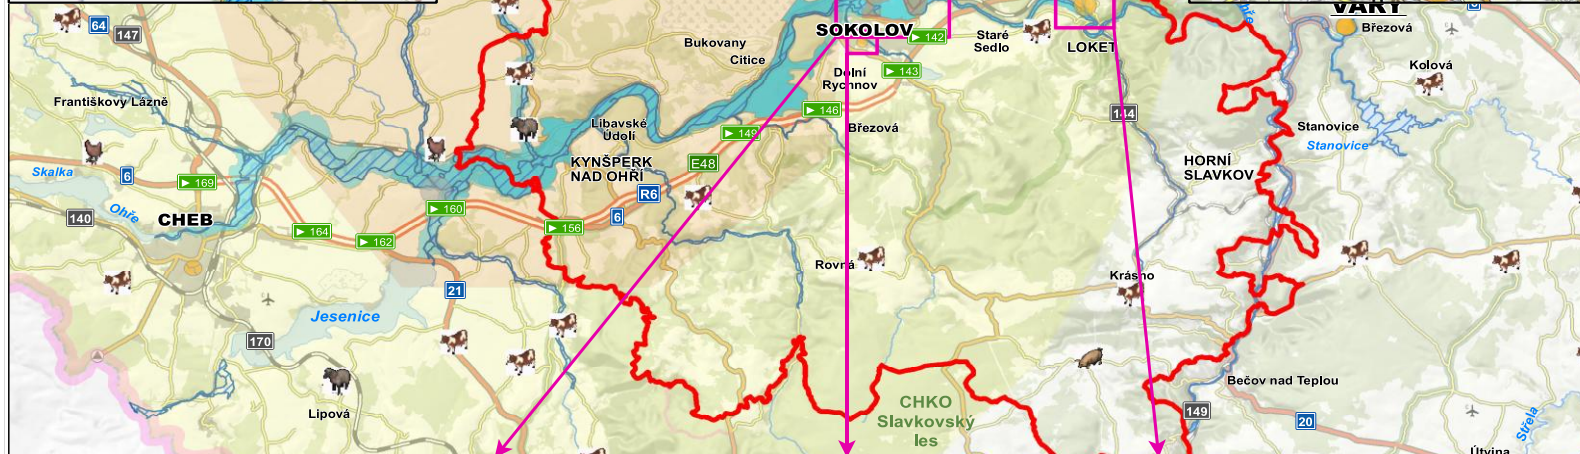 VARY
64
147
SOKOLOV
142
Staré
Sedlo
LOKET
Březová
Bukovany
Citice
Dolní
Rychnov
143
Kolová
Františkovy Lázně
146
144
Libavské
Údolí
149
Březová
Stanovice
Stanovice
KYNŠPERK
NAD OHŘÍ
E48
HORNÍ
SLAVKOV
Skalka
6
169
R6
Ohře
140
CHEB
160
6
164
162
156
Rovná
Krásno
21
Jesenice
170
Lipová
Bečov nad Teplou
CHKO
Slavkovský
les
149
20
Střela
Útvina